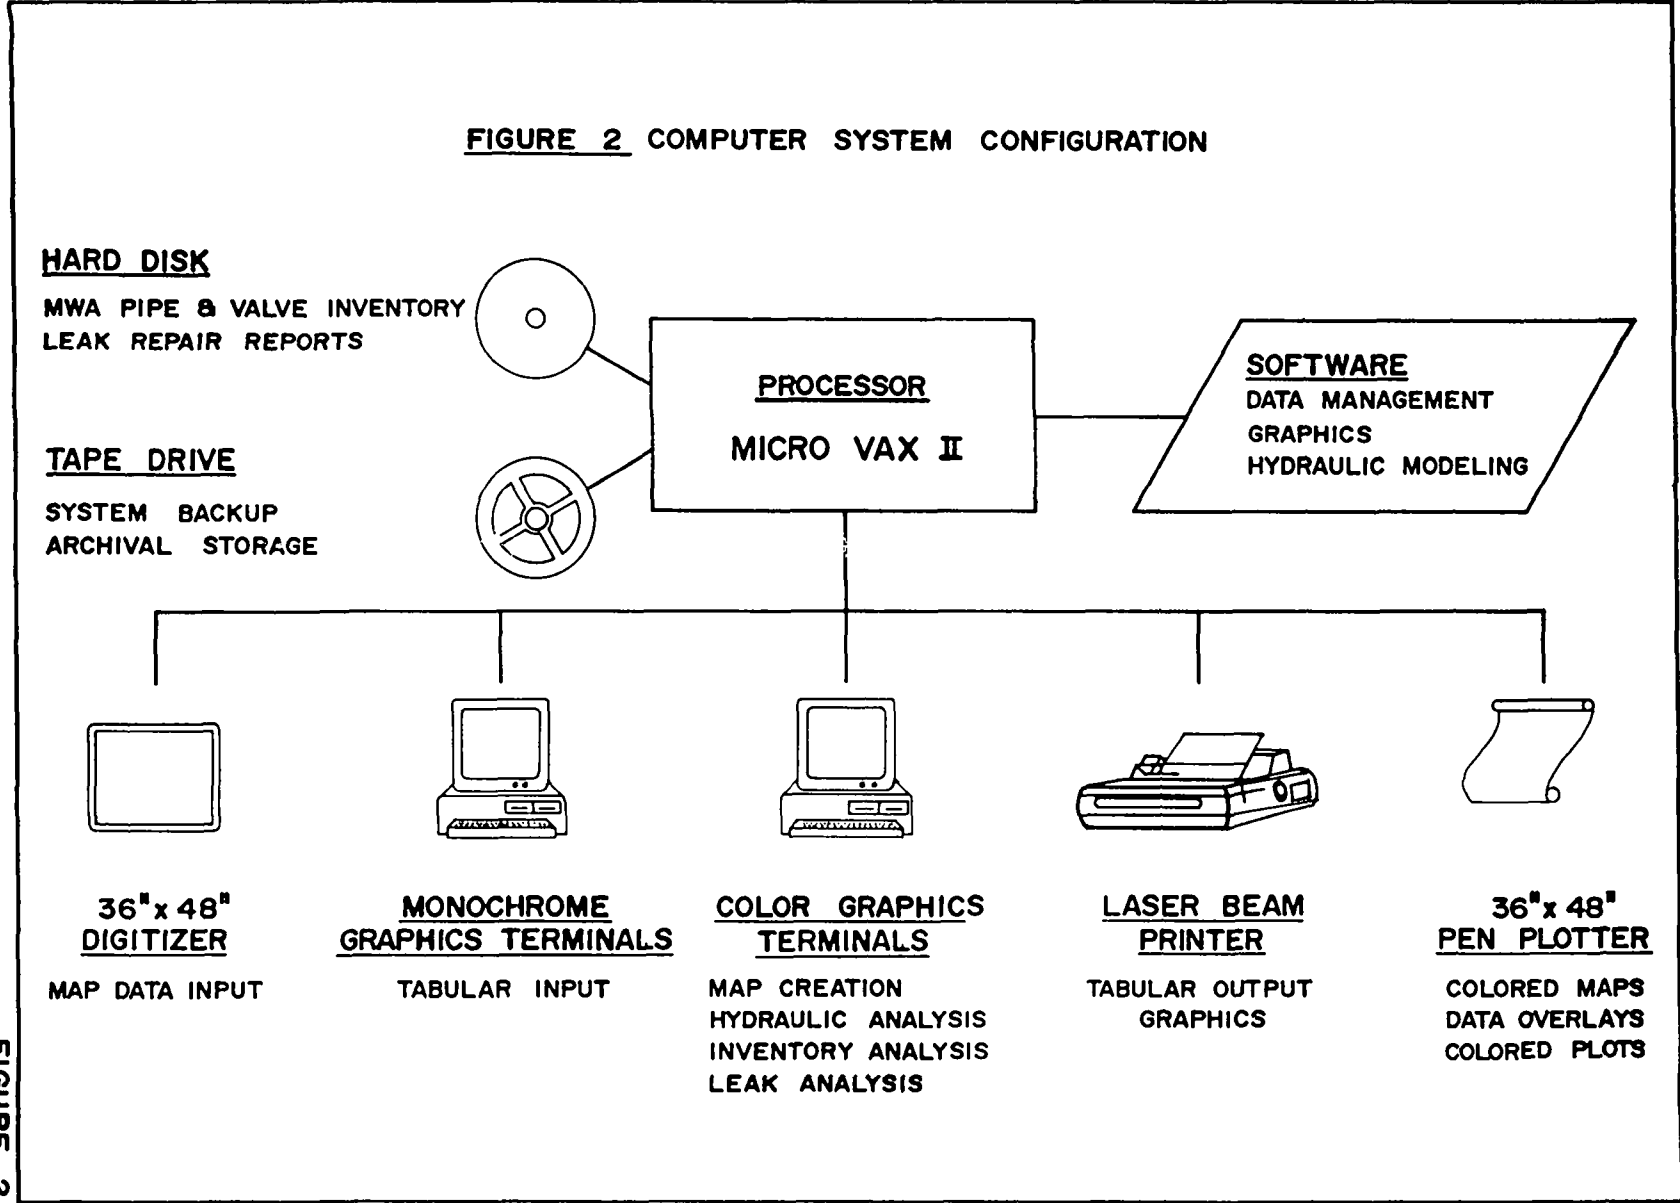 FIGURE 2 COMPUTER SYSTEM CONFIGURATION
HARD DISK
MWA PIPE & VALVE INVENTORY
LEAK REPAIR REPORTS
TAPE DRIVE
SYSTEM BACKUP
ARCHIVAL STORAGE
PROCESSOR
MICRO VAX II
SOFTWARE
DATA MANAGEMENT
GRAPHICS
HYDRAULIC MODELING
36"x 48"
DIGITIZER
MAP DATA INPUT
MONOCHROME
GRAPHICS TERMINALS
TABULAR INPUT
COLOR GRAPHICS
TERMINALS
MAP CREATION
HYDRAULIC ANALYSIS
INVENTORY ANALYSIS
LEAK ANALYSIS
LASER BEAM
PRINTER
TABULAR OUTPUT
GRAPHICS
36"x 48"
PEN PLOTTER
COLORED MAPS
DATA OVERLAYS
COLORED PLOTS
FIGURE 2